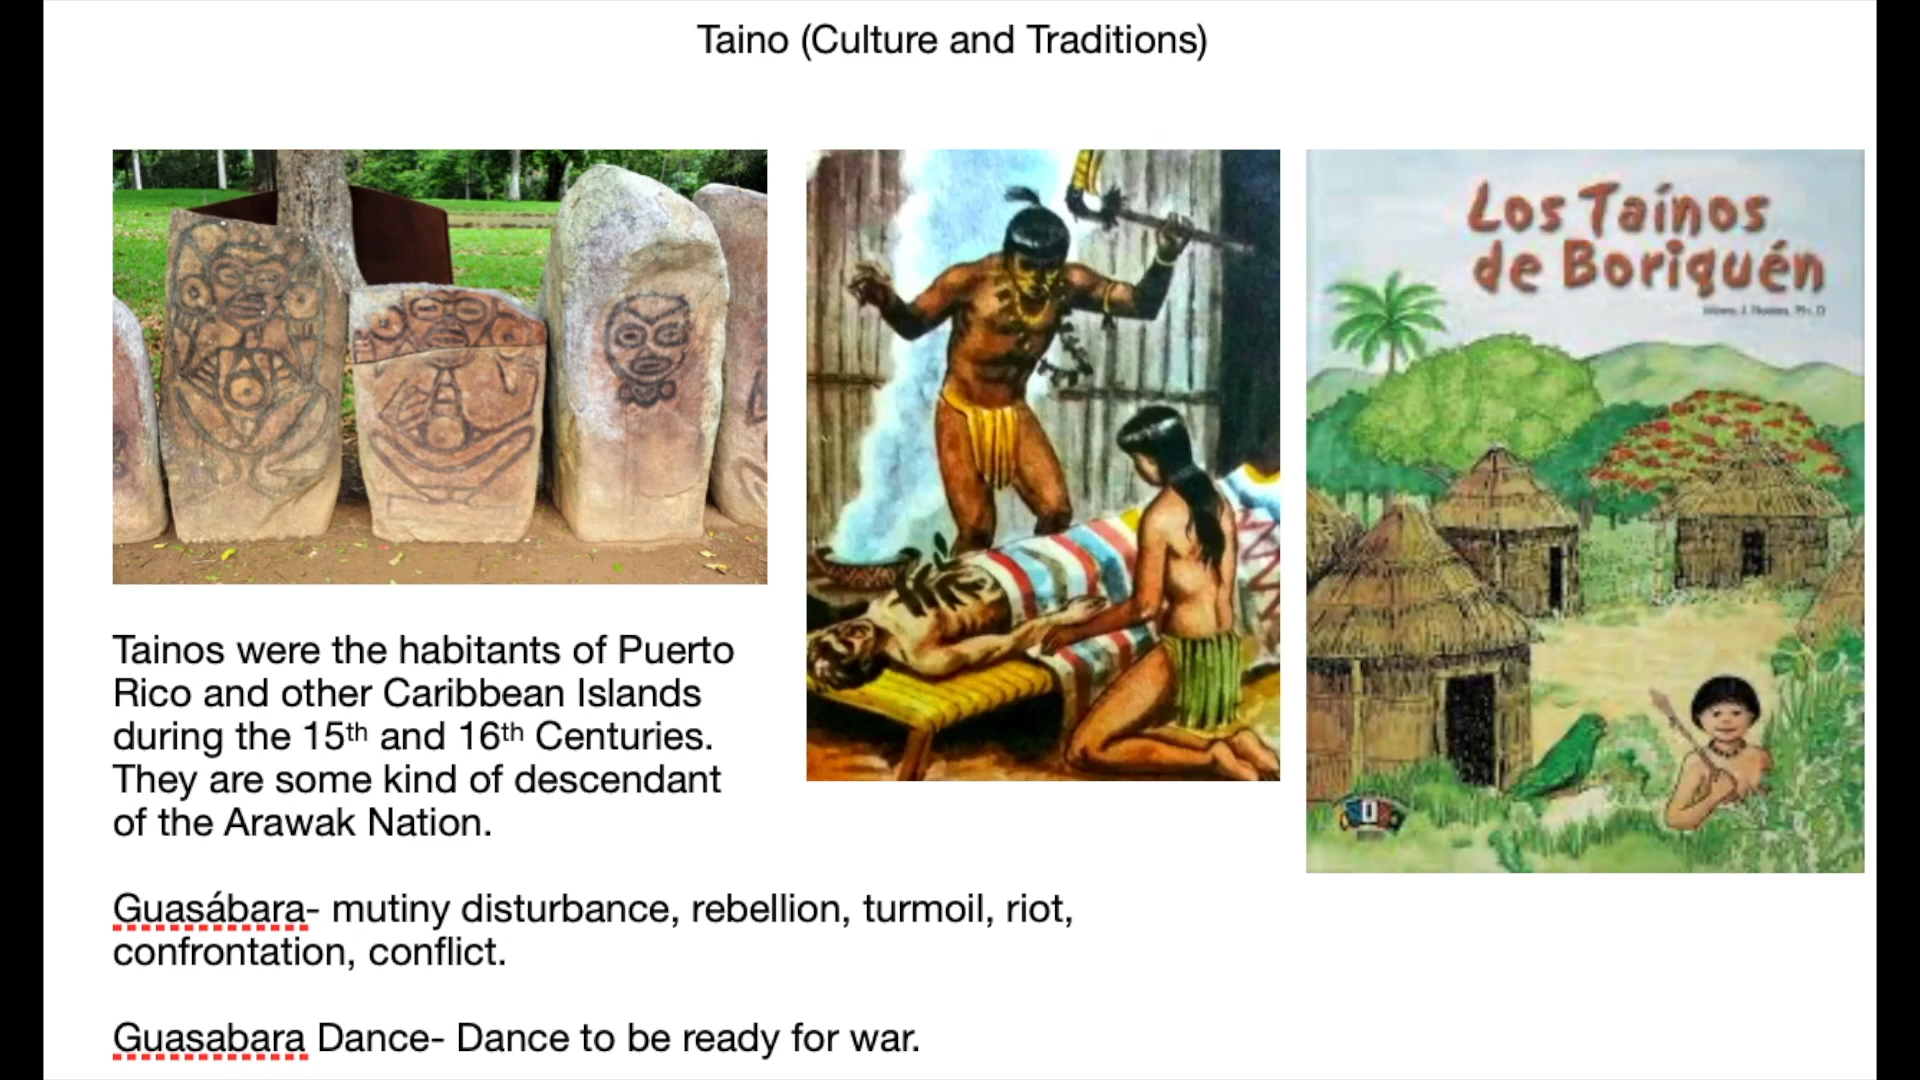 Taino (Culture and Traditions)
Los Taínos
de Boriquén
Tainos were the habitants of Puerto
Rico and other Caribbean Islands
during the 15th and 16th Centuries.
They are some kind of descendant
of the Arawak Nation.
Guasábara- mutiny disturbance, rebellion, turmoil, riot,
confrontation, conflict.
Guasabara Dance- Dance to be ready for war.